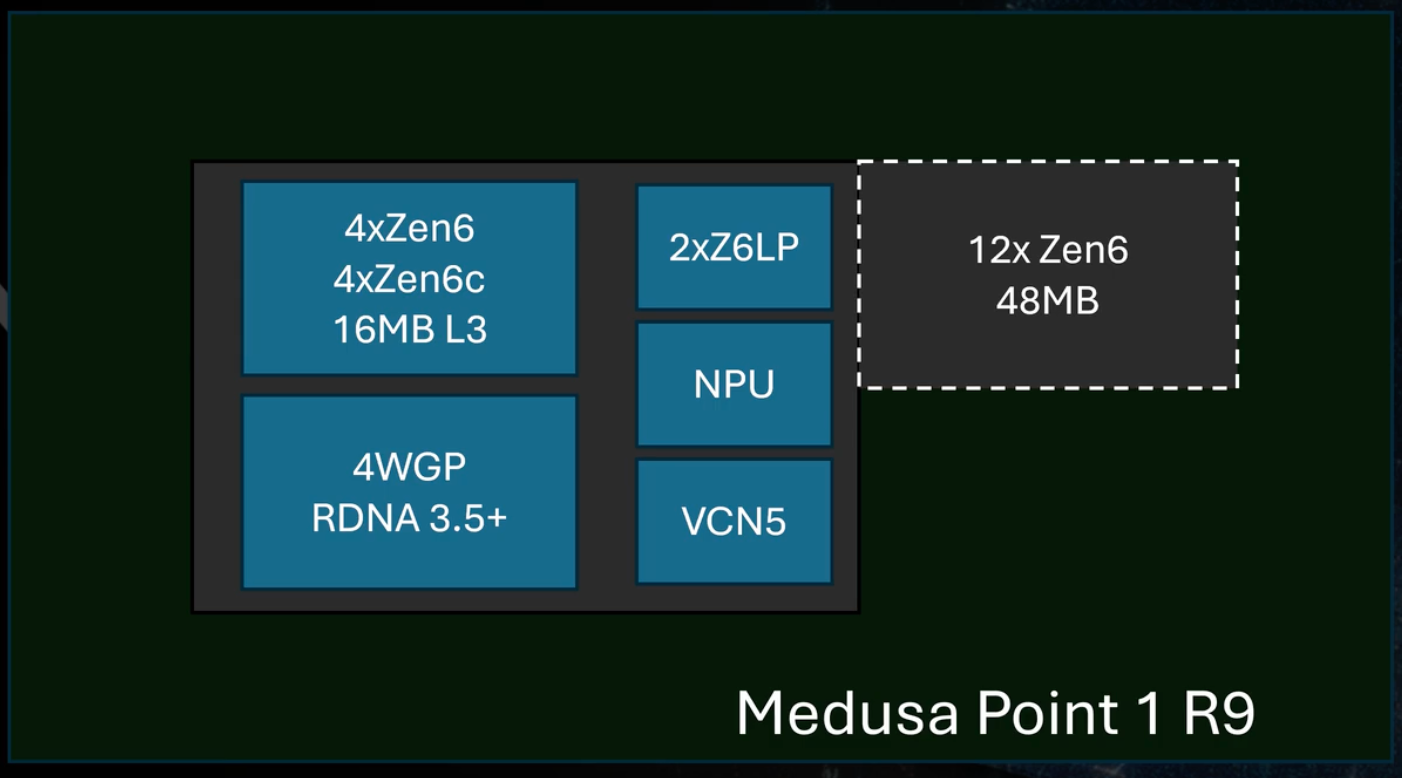 4xZen6
4xZen6c
16MB L3
2xZ6LP
12x Zen6
48MB
NPU
4WGP
RDNA 3.5+
VCN5
Medusa Point 1 R9